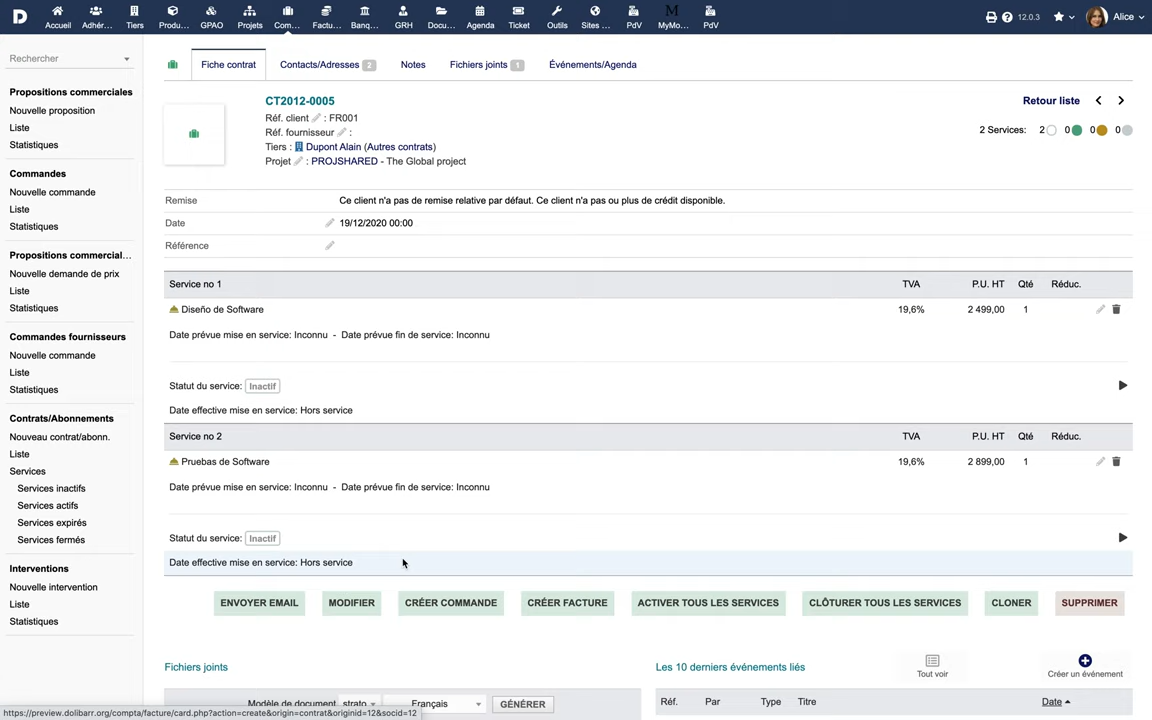 Accueil Adhér... Tiers Produ... GPAO Projets Com... Factu... Banq... GRH Docu... Agenda Ticket Outils Sites ... PdV MyMo... PdV 12.0.3 Alice
Rechercher
Propositions commerciales
Nouvelle proposition
Liste
Statistiques
Commandes
Nouvelle commande
Liste
Statistiques
Propositions commercial...
Nouvelle demande de prix
Liste
Statistiques
Commandes fournisseurs
Nouvelle commande
Liste
Statistiques
Contrats/Abonnements
Nouveau contrat/abonn.
Liste
Services
Services inactifs
Services actifs
Services expirés
Services fermés
Interventions
Nouvelle intervention
Liste
Statistiques
Fiche contrat Contacts/Adresses 2 Notes Fichiers joints 1 Événements/Agenda
CT2012-0005 Retour liste
Réf. client : FR001
Réf. fournisseur : 2 Services: 2 0 0 0
Tiers : Dupont Alain (Autres contrats)
Projet : PROJSHARED - The Global project
Remise Ce client n'a pas de remise relative par défaut. Ce client n'a pas ou plus de crédit disponible.
Date 19/12/2020 00:00
Référence
Service no 1 TVA P.U. HT Qté Réduc.
Diseño de Software 19,6% 2 499,00 1
Date prévue mise en service: Inconnu - Date prévue fin de service: Inconnu
Statut du service: Inactif
Date effective mise en service: Hors service
Service no 2 TVA P.U. HT Qté Réduc.
Pruebas de Software 19,6% 2 899,00 1
Date prévue mise en service: Inconnu - Date prévue fin de service: Inconnu
Statut du service: Inactif
Date effective mise en service: Hors service
ENVOYER EMAIL MODIFIER CRÉER COMMANDE CRÉER FACTURE ACTIVER TOUS LES SERVICES CLÔTURER TOUS LES SERVICES CLONER SUPPRIMER
Fichiers joints Les 10 derniers événements liés Tout voir Créer un événement
Modèle de document strato Français GÉNÉRER Réf. Par Type Titre Date
https://preview.dolibarr.org/compta/facture/card.php?action=create&origin=contrat&originid=12&socid=12